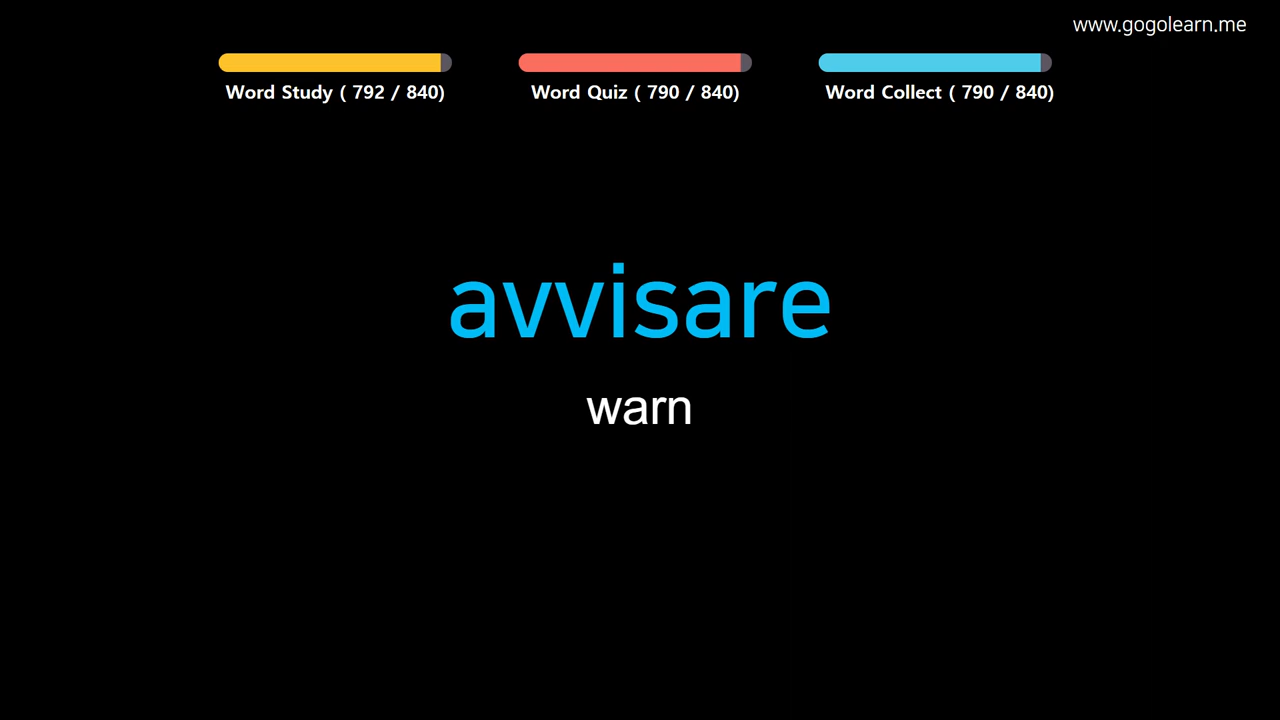 www.gogolearn.me
Word Study ( 792 / 840)
Word Quiz ( 790 / 840)
Word Collect ( 790 / 840)
avvisare
warn